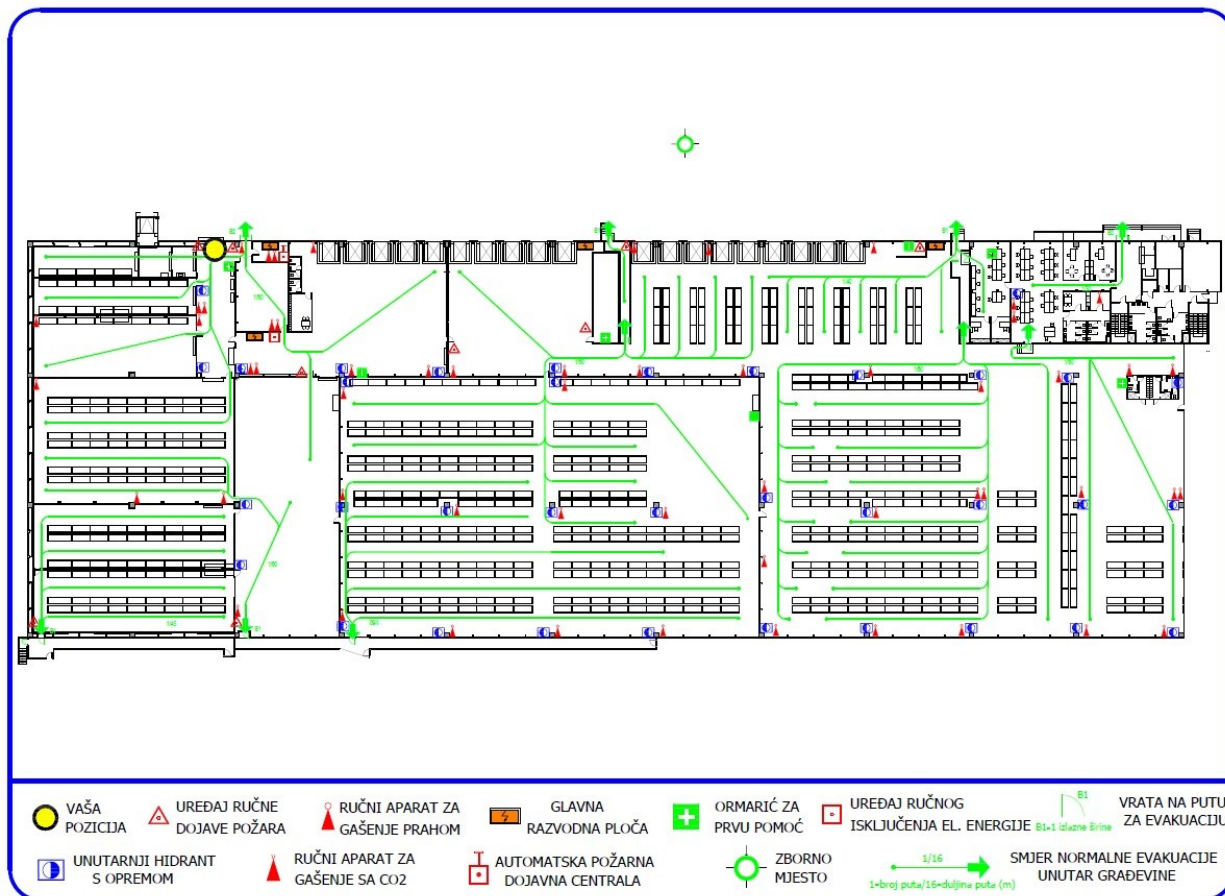 VAŠA
POZICIJA
UREĐAJ RUČNE
DOJAVE POŽARA
RUČNI APARAT ZA
GAŠENJE PRAHOM
GLAVNA
RAZVODNA PLOČA
ORMARIĆ ZA
PRVU POMOĆ
UREĐAJ RUČNOG
ISKLJUČENJA EL. ENERGIJE
B1
B1=1 izlazne širine
VRATA NA PUTU
ZA EVAKUACIJU
UNUTARNJI HIDRANT
S OPREMOM
RUČNI APARAT ZA
GAŠENJE SA CO2
AUTOMATSKA POŽARNA
DOJAVNA CENTRALA
ZBORNO
MJESTO
1/16
1=broj puta/16=duljina puta (m)
SMJER NORMALNE EVAKUACIJE
UNUTAR GRAĐEVINE